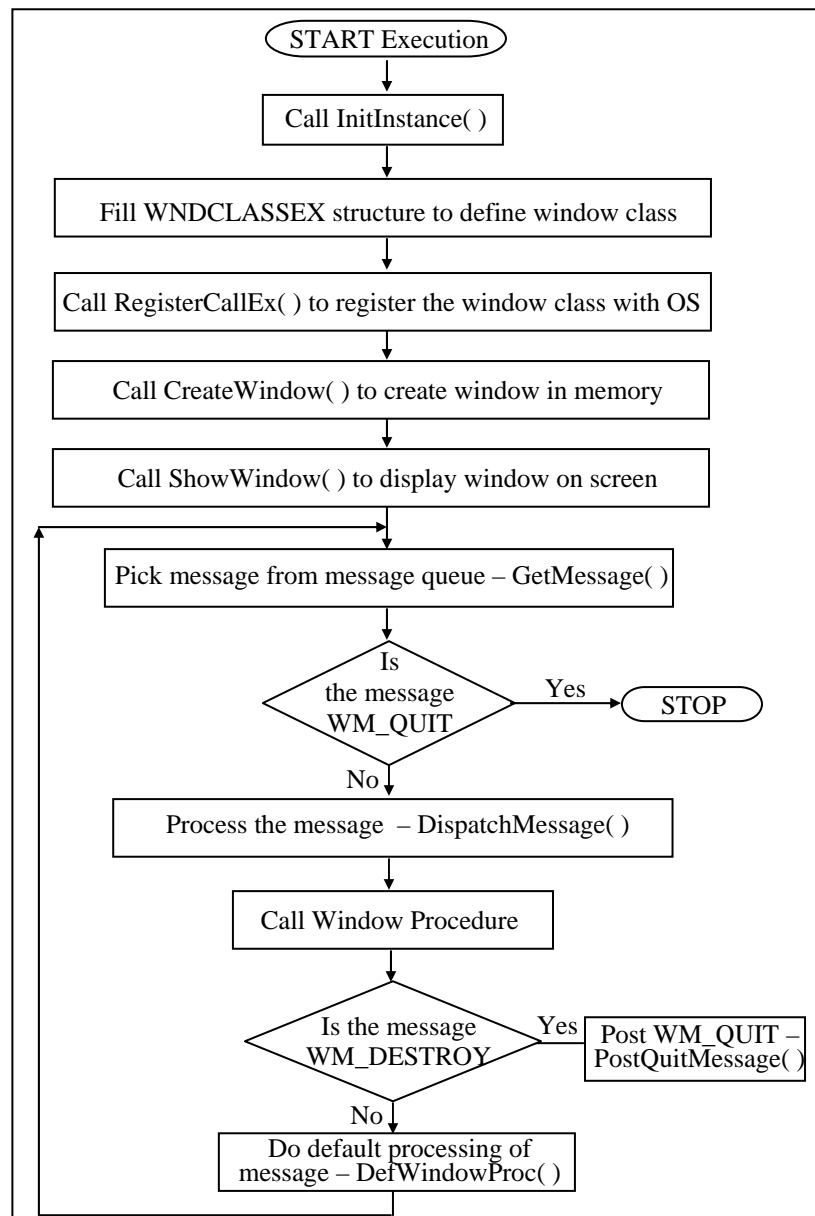 START Execution
Call InitInstance( )
Fill WNDCLASSEX structure to define window class
Call RegisterCallEx( ) to register the window class with OS
Call CreateWindow( ) to create window in memory
Call ShowWindow( ) to display window on screen
Pick message from message queue – GetMessage( )
Is
the message
WM_QUIT
Yes
STOP
No
Process the message – DispatchMessage( )
Call Window Procedure
Is the message
WM_DESTROY
Yes
Post WM_QUIT –
PostQuitMessage( )
No
Do default processing of
message – DefWindowProc( )